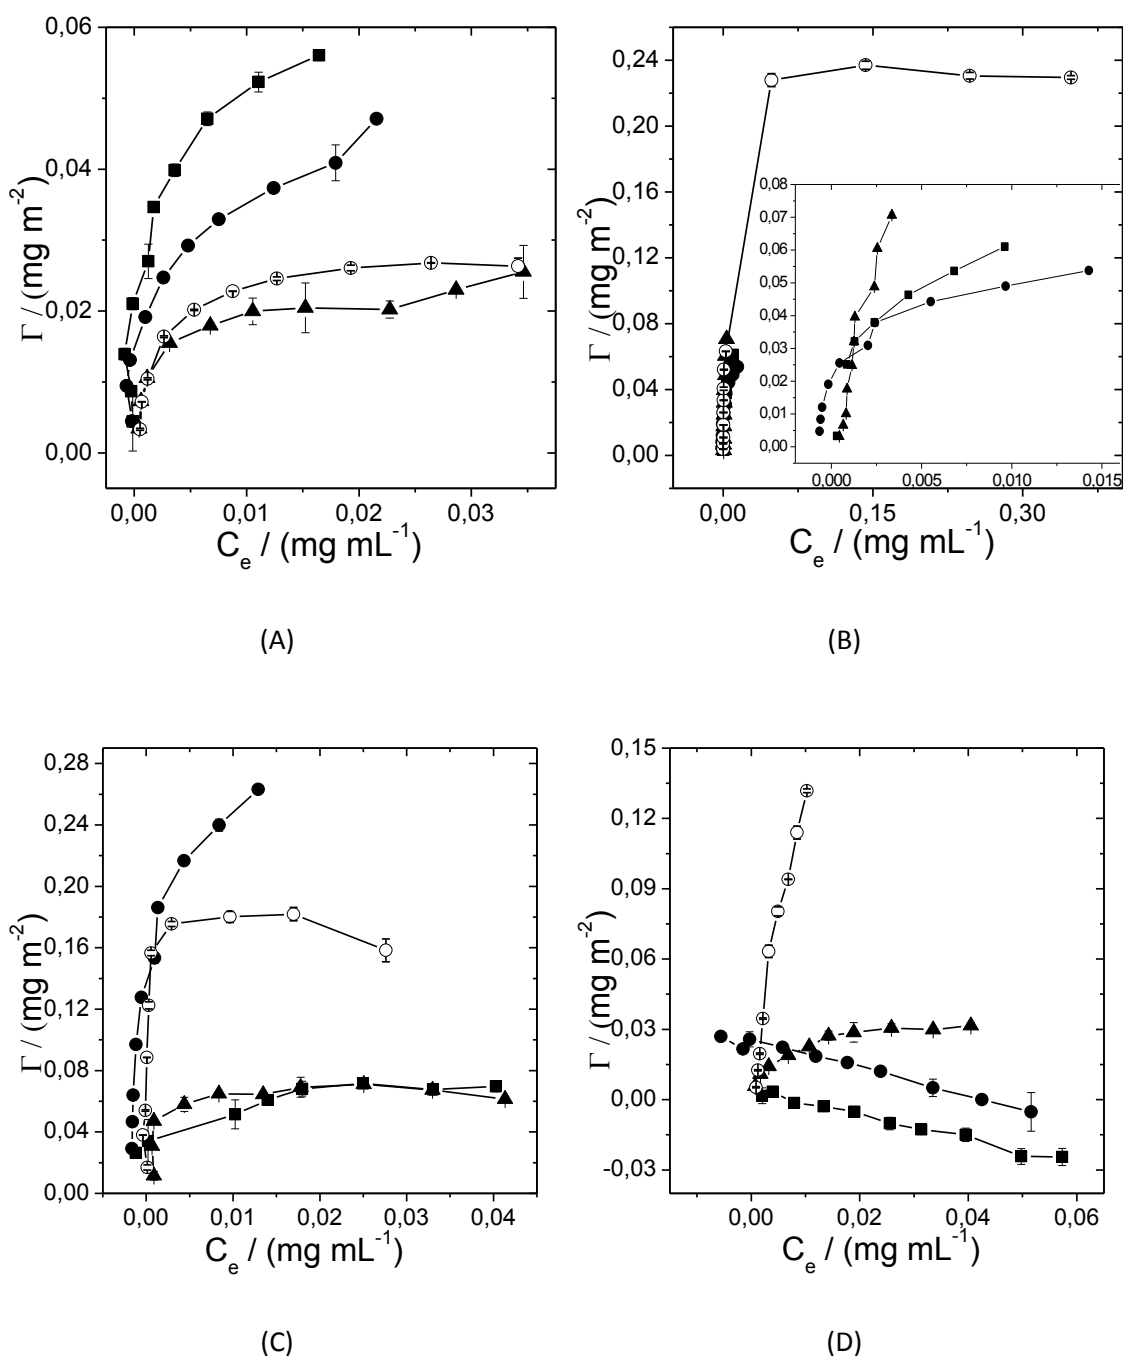 0,06
0,04
0,02
0,00
Γ / (mg m-2)
0,00 0,01 0,02 0,03
Ce / (mg mL-1)
(A)
0,24
0,20
0,16
0,12
0,08
0,04
0,00
Γ / (mg m-2)
0,08
0,07
0,06
0,05
0,04
0,03
0,02
0,01
0,00
0,000 0,005 0,010 0,015
0,00 0,15 0,30
Ce / (mg mL-1)
(B)
0,28
0,24
0,20
0,16
0,12
0,08
0,04
0,00
Γ / (mg m-2)
0,00 0,01 0,02 0,03 0,04
Ce / (mg mL-1)
(C)
0,15
0,12
0,09
0,06
0,03
0,00
-0,03
Γ / (mg m-2)
0,00 0,02 0,04 0,06
Ce / (mg mL-1)
(D)